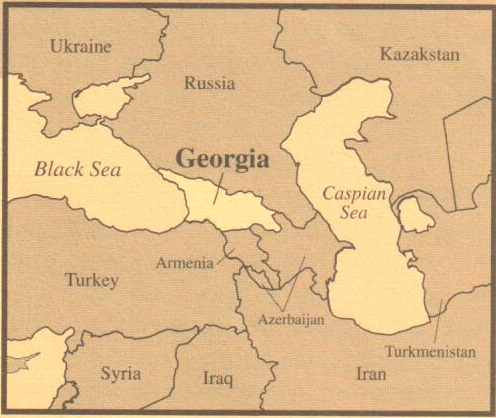 Ukraine
Kazakstan
Russia
Georgia
Black Sea
Caspian
Sea
Armenia
Turkey
Azerbaijan
Turkmenistan
Syria
Iraq
Iran